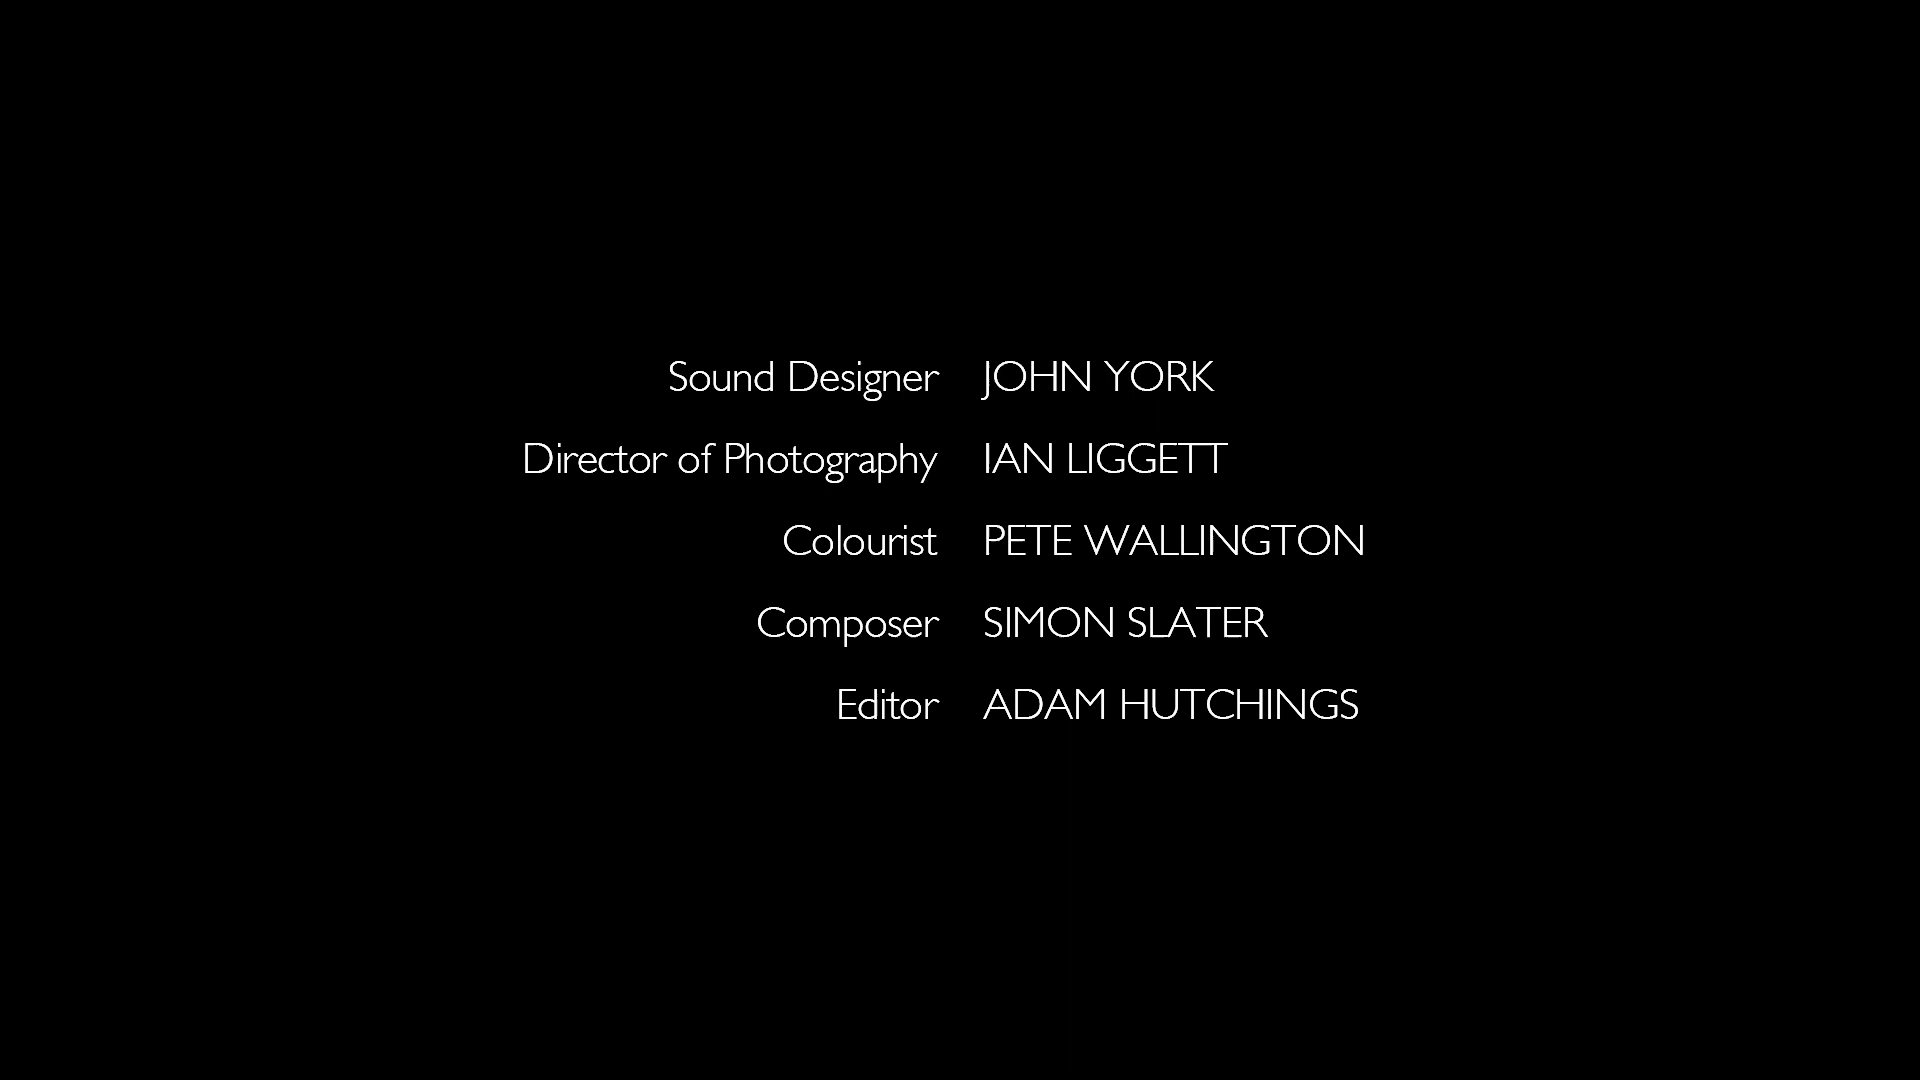 Sound Designer JOHN YORK
Director of Photography IAN LIGGETT
Colourist PETE WALLINGTON
Composer SIMON SLATER
Editor ADAM HUTCHINGS